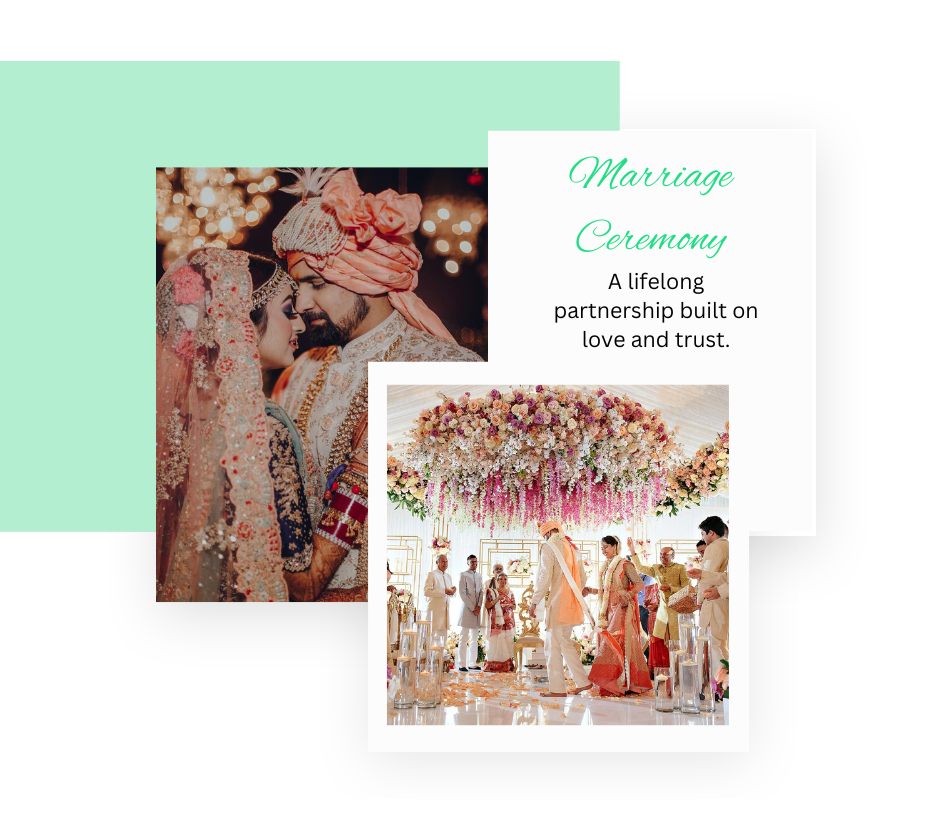 Marriage
Ceremony
A lifelong
partnership built on
love and trust.